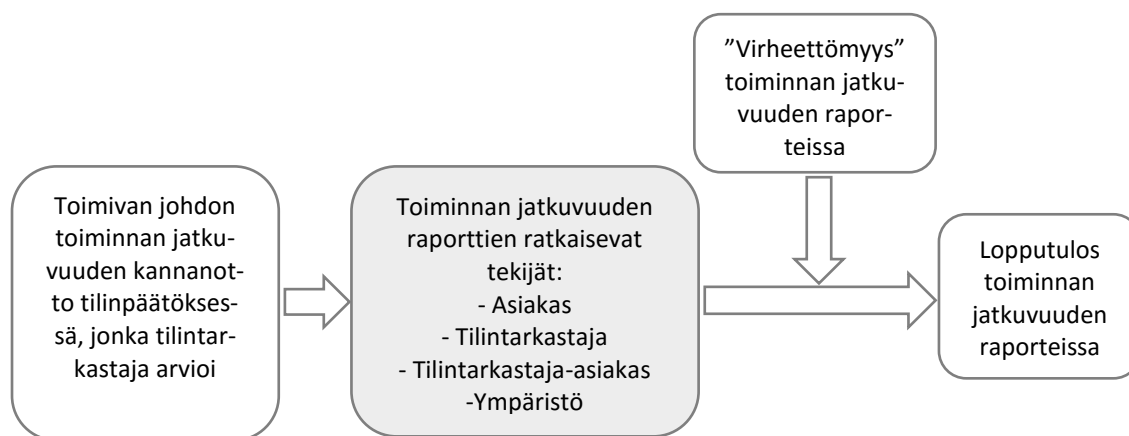 Toimivan johdon
toiminnan jatku-
vuuden kannanot-
to tilinpäätökses-
sä, jonka tilintar-
kastaja arvioi
Toiminnan jatkuvuuden
raporttien ratkaisevat
tekijät:
- Asiakas
- Tilintarkastaja
- Tilintarkastaja-asiakas
-Ympäristö
”Virheettömyys”
toiminnan jatku-
vuuden rapor-
teissa
Lopputulos
toiminnan
jatkuvuuden
raporteissa